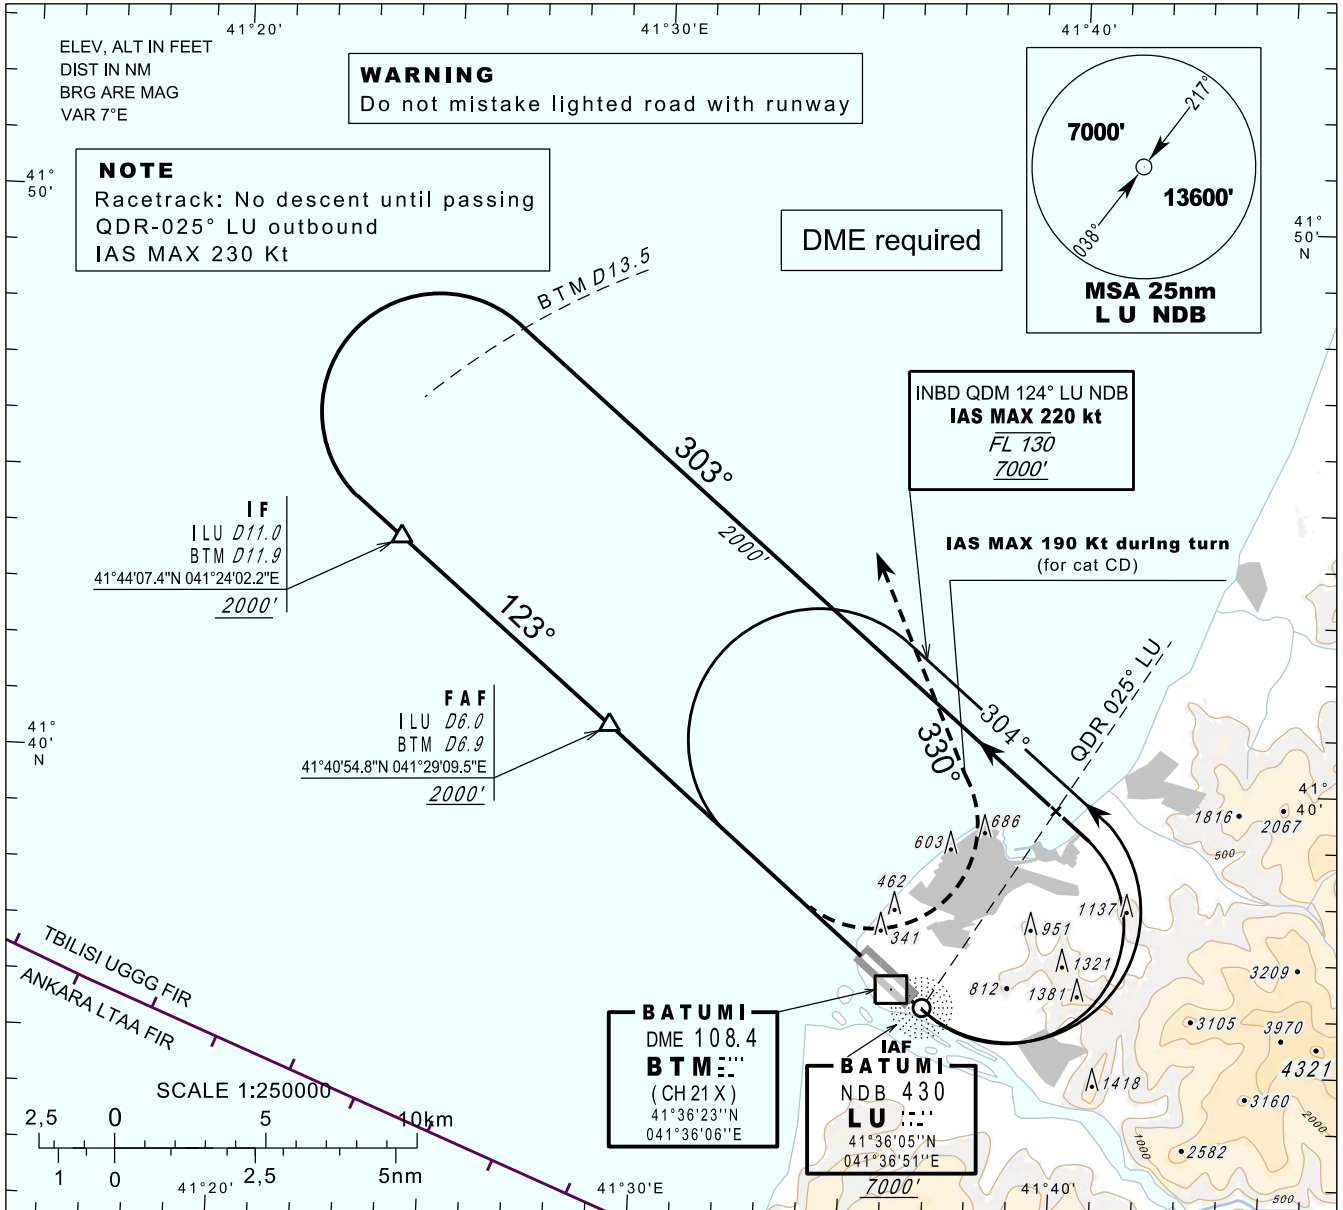 41°20'
41°30'E
41°40'
ELEV, ALT IN FEET
DIST IN NM
BRG ARE MAG
VAR 7°E
WARNING
Do not mistake lighted road with runway
217°
7000'
13600'
038°
MSA 25nm
L U NDB
41°
50'
NOTE
Racetrack: No descent until passing
QDR-025° LU outbound
IAS MAX 230 Kt
DME required
41°
50'
N
BTM D13.5
INBD QDM 124° LU NDB
IAS MAX 220 kt
FL 130
7000'
303°
2000'
IF
ILU D11.0
BTM D11.9
41°44'07.4"N 041°24'02.2"E
2000'
IAS MAX 190 Kt during turn
(for cat CD)
123°
QDR 025° LU
FAF
ILU D6.0
BTM D6.9
41°40'54.8"N 041°29'09.5"E
2000'
304°
330°
41°
40'
N
41°
40'
1816
2067
500
686
603
462
341
1137
951
1321
812
1381
3209
3105
3970
4321
1418
3160
2000
1000
2582
500
TBILISI UGGG FIR
ANKARA LTAA FIR
BATUMI
DME 108.4
BTM
(CH 21 X)
41°36'23''N
041°36'06''E
IAF
BATUMI
NDB 430
LU
41°36'05''N
041°36'51''E
7000'
SCALE 1:250000
2,5 0 5 10km
1 0 2,5 5nm
41°20'
41°30'E
41°40'